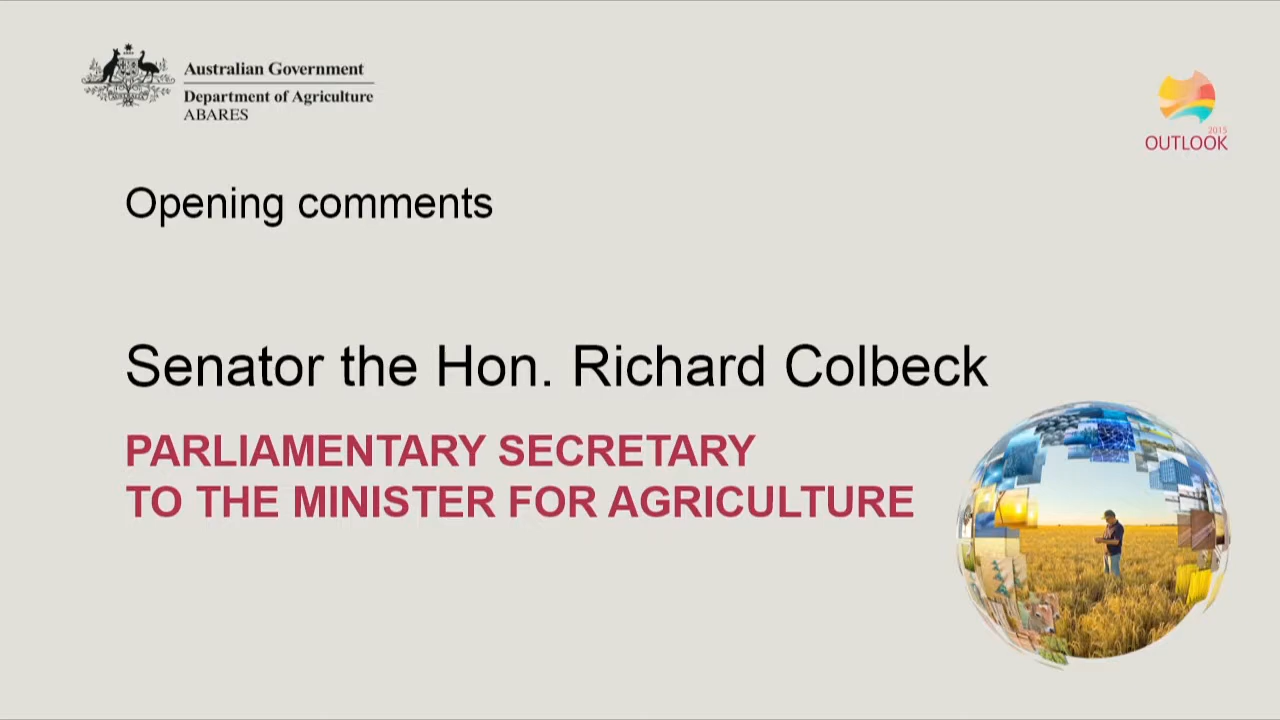 Australian Government
Department of Agriculture
ABARES
2015
OUTLOOK
Opening comments
Senator the Hon. Richard Colbeck
PARLIAMENTARY SECRETARY
TO THE MINISTER FOR AGRICULTURE